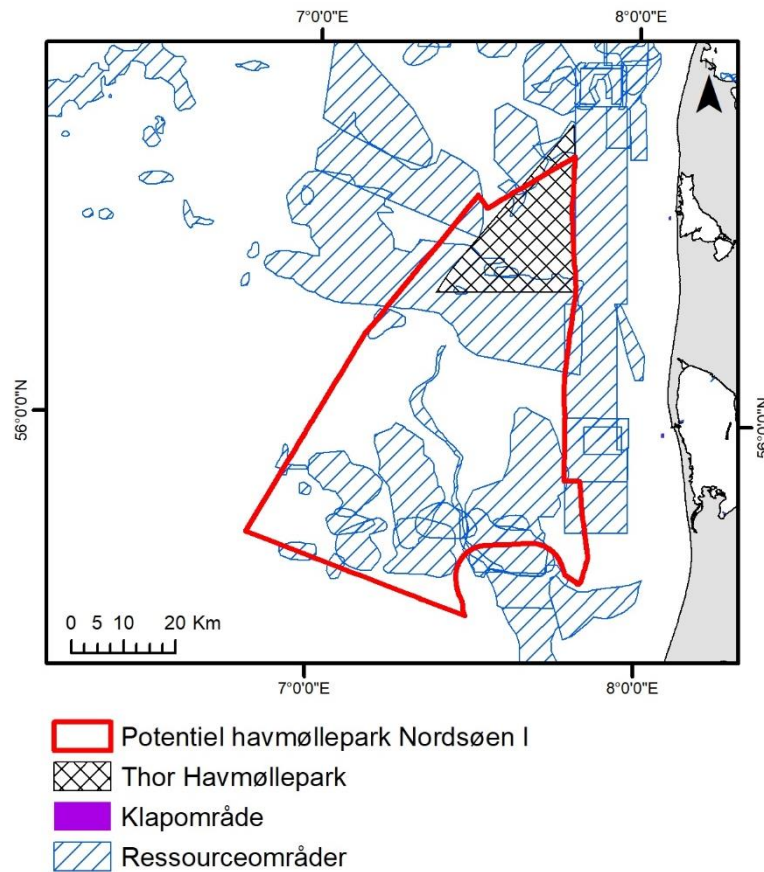 7°0'0"E
8°0'0"E
56°0'0"N
56°0'0"N
0 5 10 20 Km
7°0'0"E
8°0'0"E
Potentiel havmøllepark Nordsøen I
Thor Havmøllepark
Klapområde
Ressourceområder